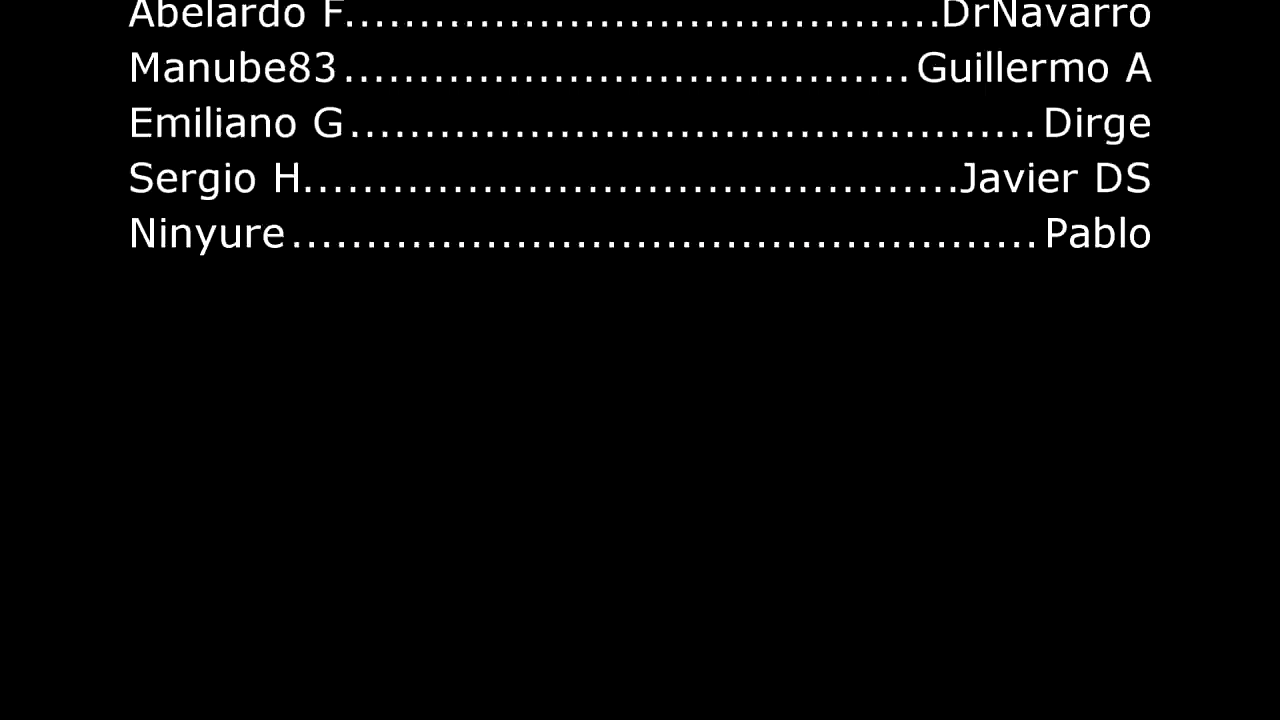 Abelardo F........................................DrNavarro
Manube83......................................Guillermo A
Emiliano G..............................................Dirge
Sergio H............................................Javier DS
Ninyure..................................................Pablo